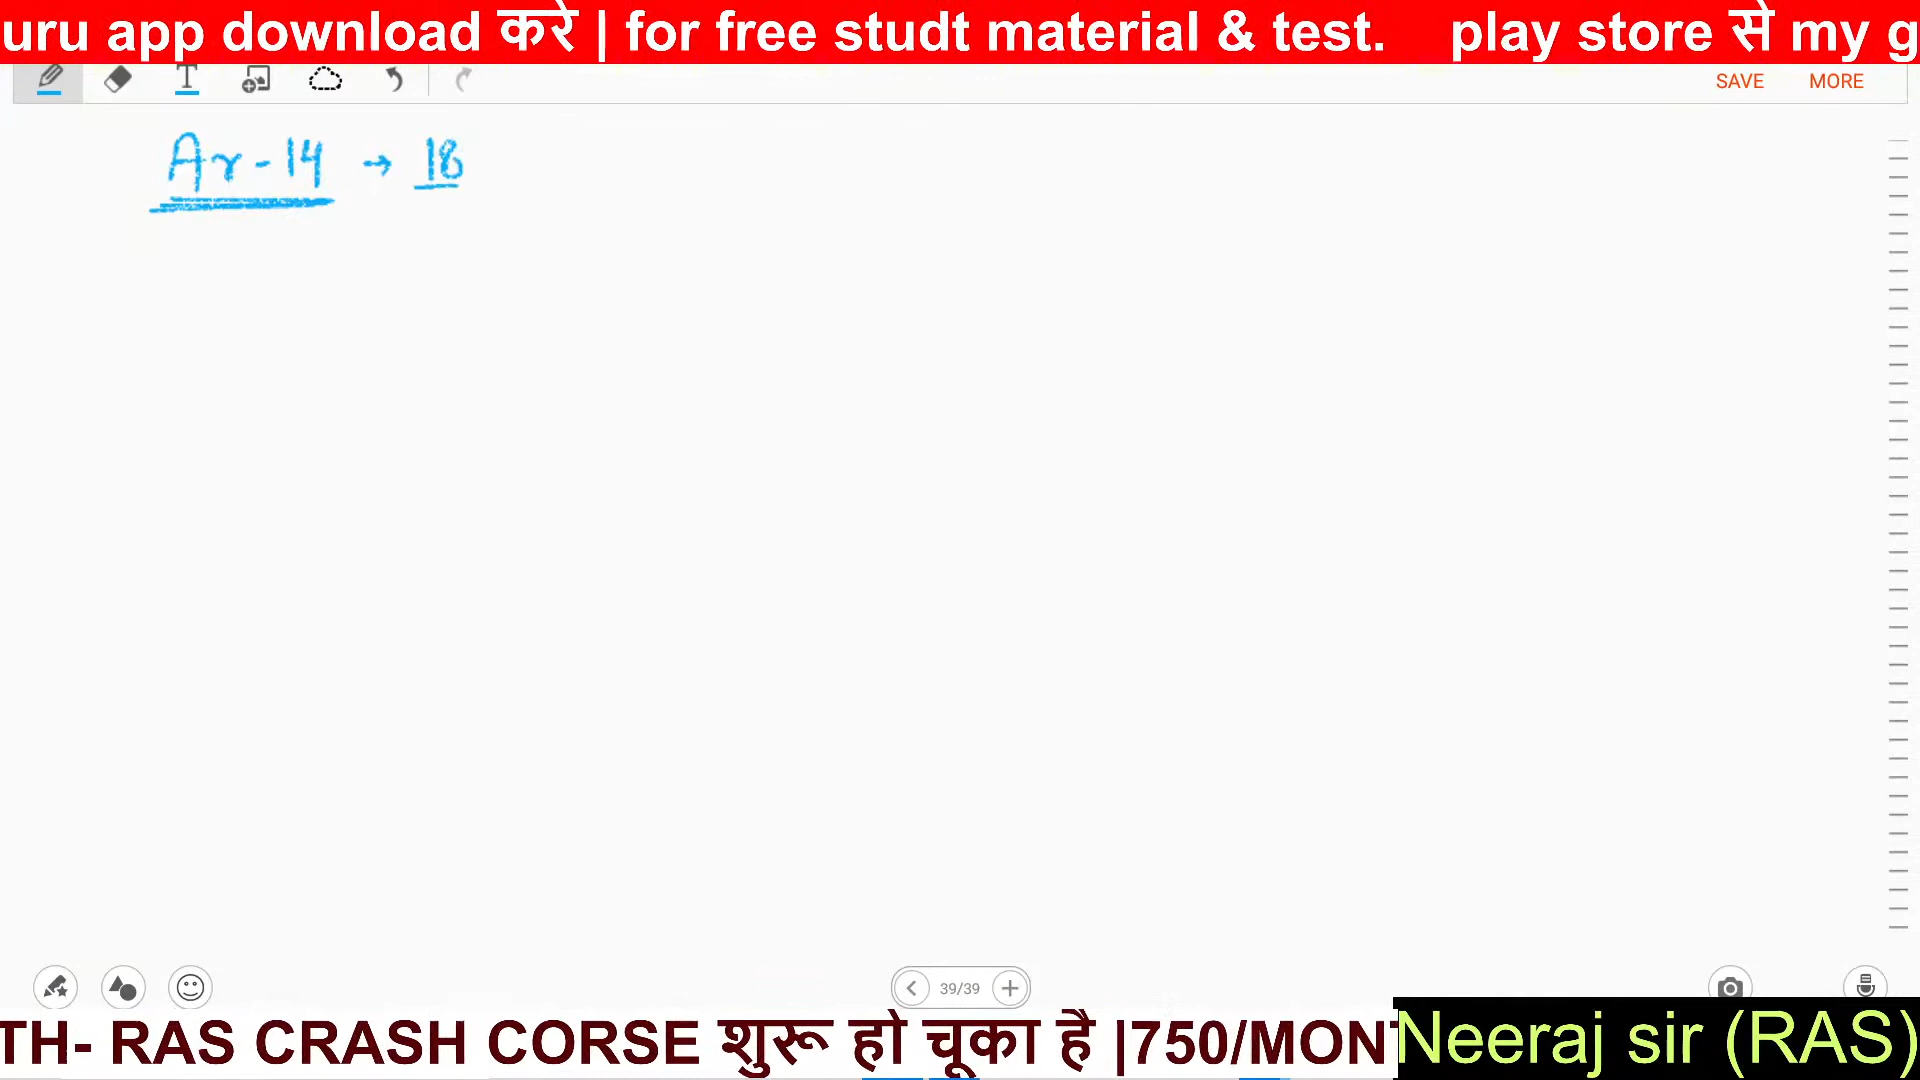 uru app download करे | for free studt material & test. play store से my g
T
SAVE MORE
Ar-14 → 18
39/39
TH- RAS CRASH CORSE शुरू हो चूका है |750/MONT
Neeraj sir (RAS)